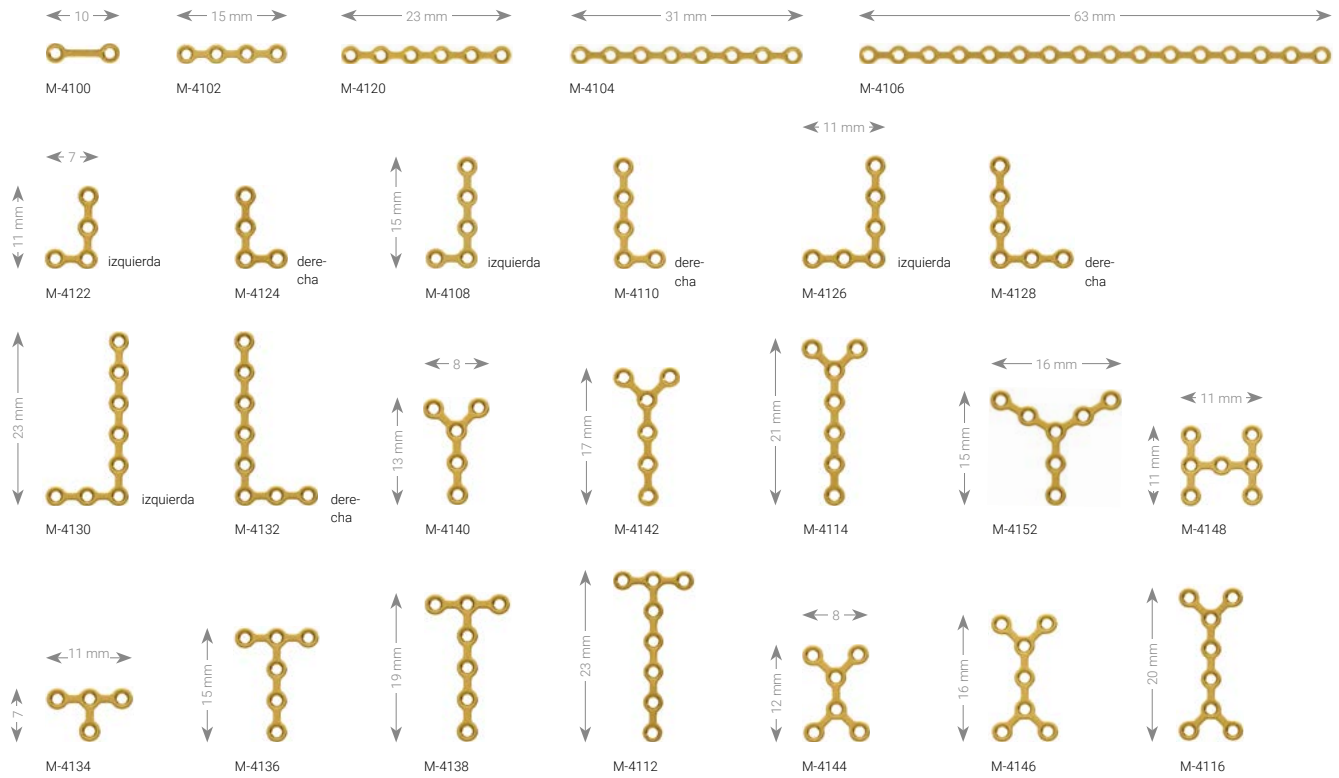 10
15 mm
23 mm
31 mm
63 mm
M-4100
M-4102
M-4120
M-4104
M-4106
11 mm
7
15 mm
11 mm
izquierda
dere-
cha
izquierda
dere-
cha
izquierda
dere-
cha
M-4122
M-4124
M-4108
M-4110
M-4126
M-4128
8
16 mm
11 mm
23 mm
13 mm
17 mm
21 mm
15 mm
11 mm
izquierda
dere-
cha
M-4130
M-4132
M-4140
M-4142
M-4114
M-4152
M-4148
11 mm
8
7
15 mm
19 mm
23 mm
12 mm
16 mm
20 mm
M-4134
M-4136
M-4138
M-4112
M-4144
M-4146
M-4116